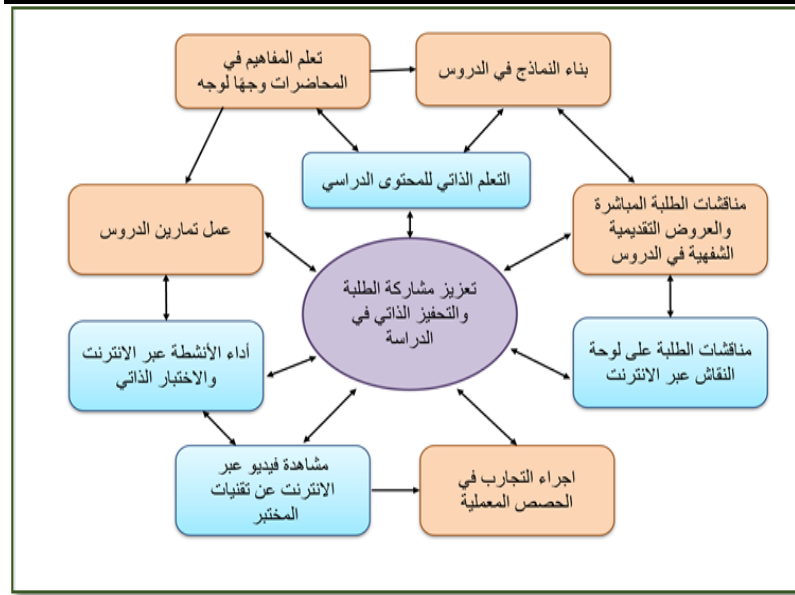 تعلم المفاهيم في
المحاضرات وجهًا لوجه
بناء النماذج في الدروس
التعلم الذاتي للمحتوى الدراسي
مناقشات الطلبة المباشرة
والعروض التقديمية
الشفهية في الدروس
عمل تمارين الدروس
تعزيز مشاركة الطلبة
والتحفيز الذاتي في
الدراسة
مناقشات الطلبة على لوحة
النقاش عبر الانترنت
أداء الأنشطة عبر الانترنت
والاختبار الذاتي
اجراء التجارب في
الحصص المعملية
مشاهدة فيديو عبر
الانترنت عن تقنيات
المختبر